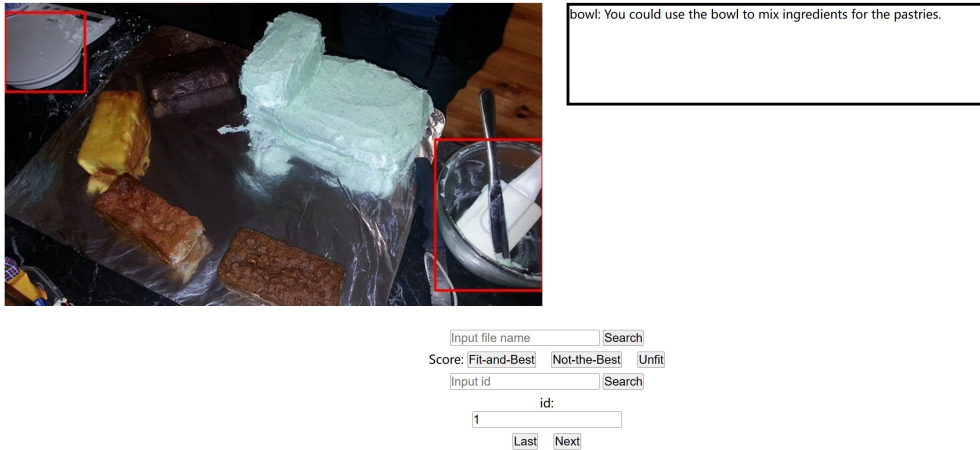 bowl: You could use the bowl to mix ingredients for the pastries.
Input file name Search
Score: Fit-and-Best Not-the-Best Unfit
Input id Search
id:
1
Last Next